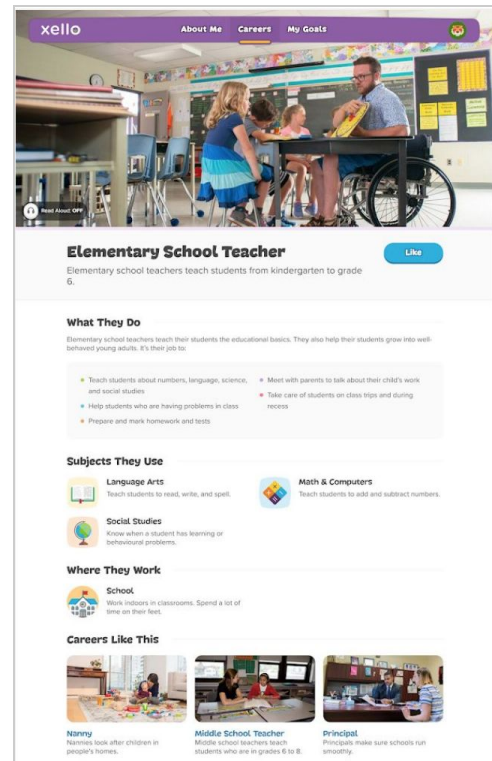 xello
About Me
Careers
My Goals
Read Aloud OFF
Elementary School Teacher
Like
Elementary school teachers teach students from kindergarten to grade
6.
What They Do
Elementary school teachers teach their students the educational basics. They also help their students grow into well-
behaved young adults. It's their job to:
Teach students about numbers, language, science,
and social studies
Help students who are having problems in class
Prepare and mark homework and tests
Meet with parents to talk about their child's work
Take care of students on class trips and during
recess
Subjects They Use
Language Arts
Teach students to read, write, and spell.
Math & Computers
Teach students to add and subtract numbers.
Social Studies
Know when a student has learning or
behavioural problems.
Where They Work
School
Work indoors in classrooms. Spend a lot of
time on their feet.
Careers Like This
Nanny
Nannies look after children in
people's homes.
Middle School Teacher
Middle school teachers teach
students who are in grades 6 to 8.
Principal
Principals make sure schools run
smoothly.